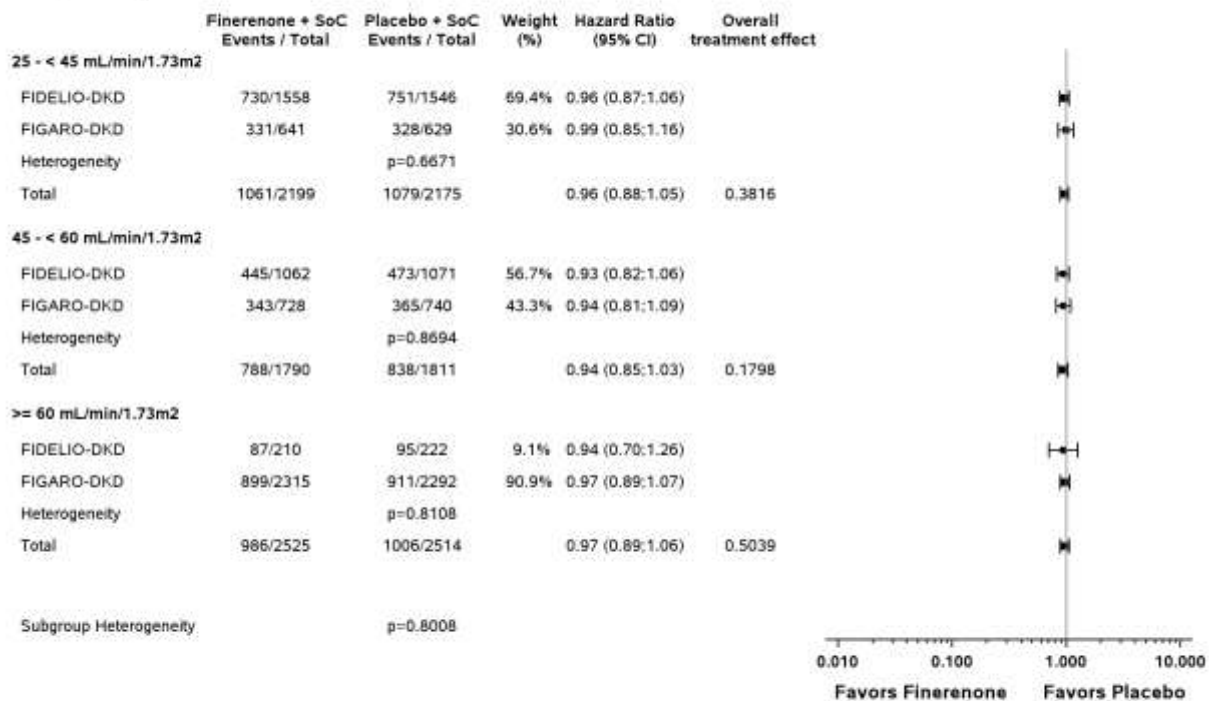 Finerenone + SoC Placebo + SoC Weight Hazard Ratio Overall
Events / Total Events / Total (%) (95% CI) treatment effect
25 - < 45 mL/min/1.73m2
FIDELIO-DKD 730/1558 751/1546 69.4% 0.96 (0.87;1.06)
FIGARO-DKD 331/641 328/629 30.6% 0.99 (0.85;1.16)
Heterogeneity p=0.6671
Total 1061/2199 1079/2175 0.96 (0.88;1.05) 0.3816
45 - < 60 mL/min/1.73m2
FIDELIO-DKD 445/1062 473/1071 56.7% 0.93 (0.82;1.06)
FIGARO-DKD 343/728 365/740 43.3% 0.94 (0.81;1.09)
Heterogeneity p=0.8694
Total 788/1790 838/1811 0.94 (0.85;1.03) 0.1798
>= 60 mL/min/1.73m2
FIDELIO-DKD 87/210 95/222 9.1% 0.94 (0.70;1.26)
FIGARO-DKD 899/2315 911/2292 90.9% 0.97 (0.89;1.07)
Heterogeneity p=0.8108
Total 986/2525 1006/2514 0.97 (0.89;1.06) 0.5039
Subgroup Heterogeneity p=0.8008
0.010 0.100 1.000 10.000
Favors Finerenone Favors Placebo